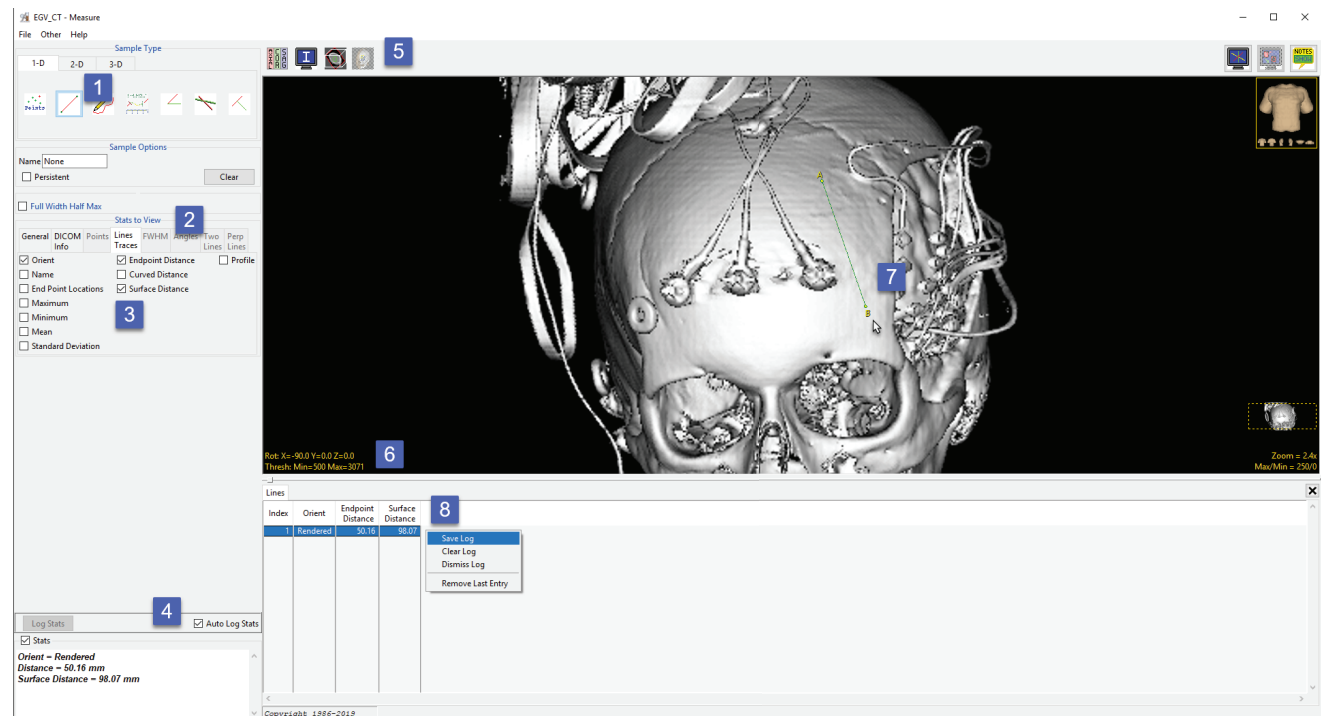 EGV_CT - Measure
File Other Help
Sample Type
1-D 2-D 3-D
1
Points
Sample Options
Name None
Persistent Clear
Full Width Half Max
2
Stats to View
General DICOM Info Points Lines Traces FWHM Angles Two Lines Perp Lines
Orient Endpoint Distance Profile
Name Curved Distance
End Point Locations Surface Distance
Maximum
3
Minimum
Mean
Standard Deviation
4
Log Stats Auto Log Stats
Stats
Orient = Rendered
Distance = 50.16 mm
Surface Distance = 98.07 mm
5
I
NOTES
SHOW
A
7
B
6
Rot: X=-90.0 Y=0.0 Z=0.0
Thresh: Min=500 Max=3071
Zoom = 2.4x
Max/Min = 250/0
Lines
8
Index Orient Endpoint Distance Surface Distance
1 Rendered 50.16 98.07
Save Log
Clear Log
Dismiss Log
Remove Last Entry
Copyright 1986-2019